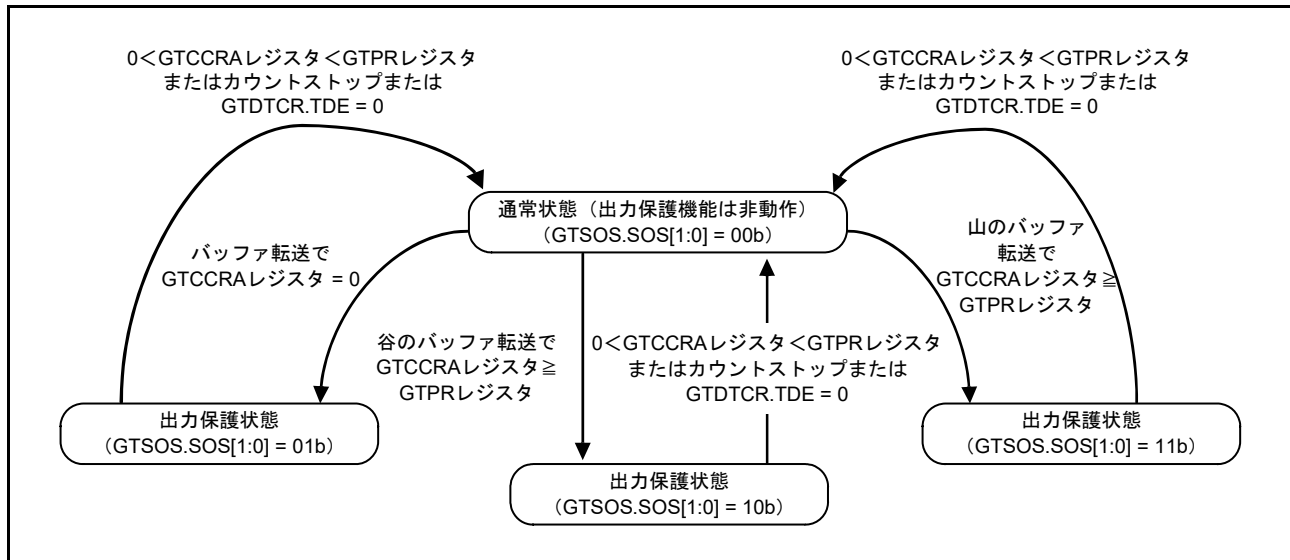 0<GTCCRAレジスタ<GTPRレジスタ
またはカウントストップまたは
GTDTCR.TDE = 0
0<GTCCRAレジスタ<GTPRレジスタ
またはカウントストップまたは
GTDTCR.TDE = 0
通常状態(出力保護機能は非動作)
(GTSOS.SOS[1:0] = 00b)
バッファ転送で
GTCCRAレジスタ = 0
山のバッファ
転送で
GTCCRAレジスタ≧
GTPRレジスタ
谷のバッファ転送で
GTCCRAレジスタ≧
GTPRレジスタ
0<GTCCRAレジスタ<GTPRレジスタ
またはカウントストップまたは
GTDTCR.TDE = 0
出力保護状態
(GTSOS.SOS[1:0] = 01b)
出力保護状態
(GTSOS.SOS[1:0] = 11b)
出力保護状態
(GTSOS.SOS[1:0] = 10b)